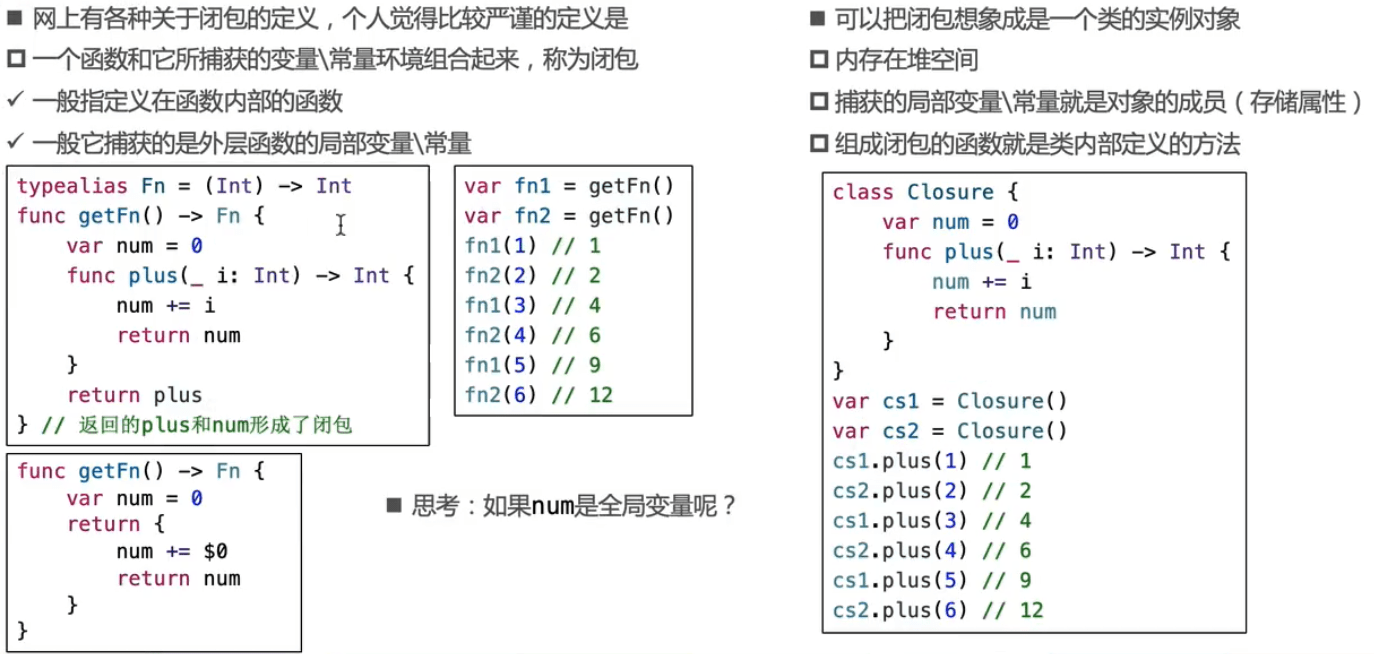 ■ 网上有各种关于闭包的定义，个人觉得比较严谨的定义是
一个函数和它所捕获的变量\常量环境组合起来，称为闭包
✓ 一般指定义在函数内部的函数
✓ 一般它捕获的是外层函数的局部变量\常量
typealias Fn = (Int) -> Int
func getFn() -> Fn {
    var num = 0
    func plus(_ i: Int) -> Int {
        num += i
        return num
    }
    return plus
} // 返回的plus和num形成了闭包
var fn1 = getFn()
var fn2 = getFn()
fn1(1) // 1
fn2(2) // 2
fn1(3) // 4
fn2(4) // 6
fn1(5) // 9
fn2(6) // 12
func getFn() -> Fn {
    var num = 0
    return {
        num += $0
        return num
    }
}
■ 思考：如果num是全局变量呢？
■ 可以把闭包想象成是一个类的实例对象
内存在堆空间
捕获的局部变量\常量就是对象的成员（存储属性）
组成闭包的函数就是类内部定义的方法
class Closure {
    var num = 0
    func plus(_ i: Int) -> Int {
        num += i
        return num
    }
}
var cs1 = Closure()
var cs2 = Closure()
cs1.plus(1) // 1
cs2.plus(2) // 2
cs1.plus(3) // 4
cs2.plus(4) // 6
cs1.plus(5) // 9
cs2.plus(6) // 12